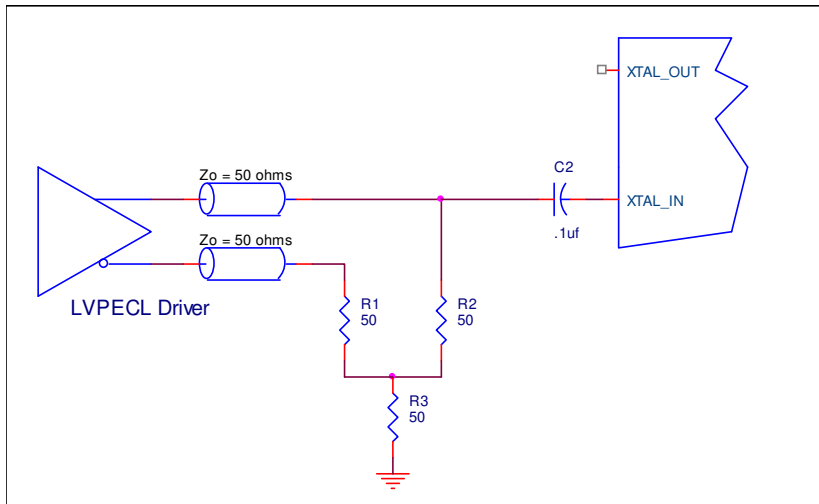 XTAL_OUT
C2
Zo = 50 ohms
XTAL_IN
.1uf
Zo = 50 ohms
LVPECL Driver
R1
50
R2
50
R3
50